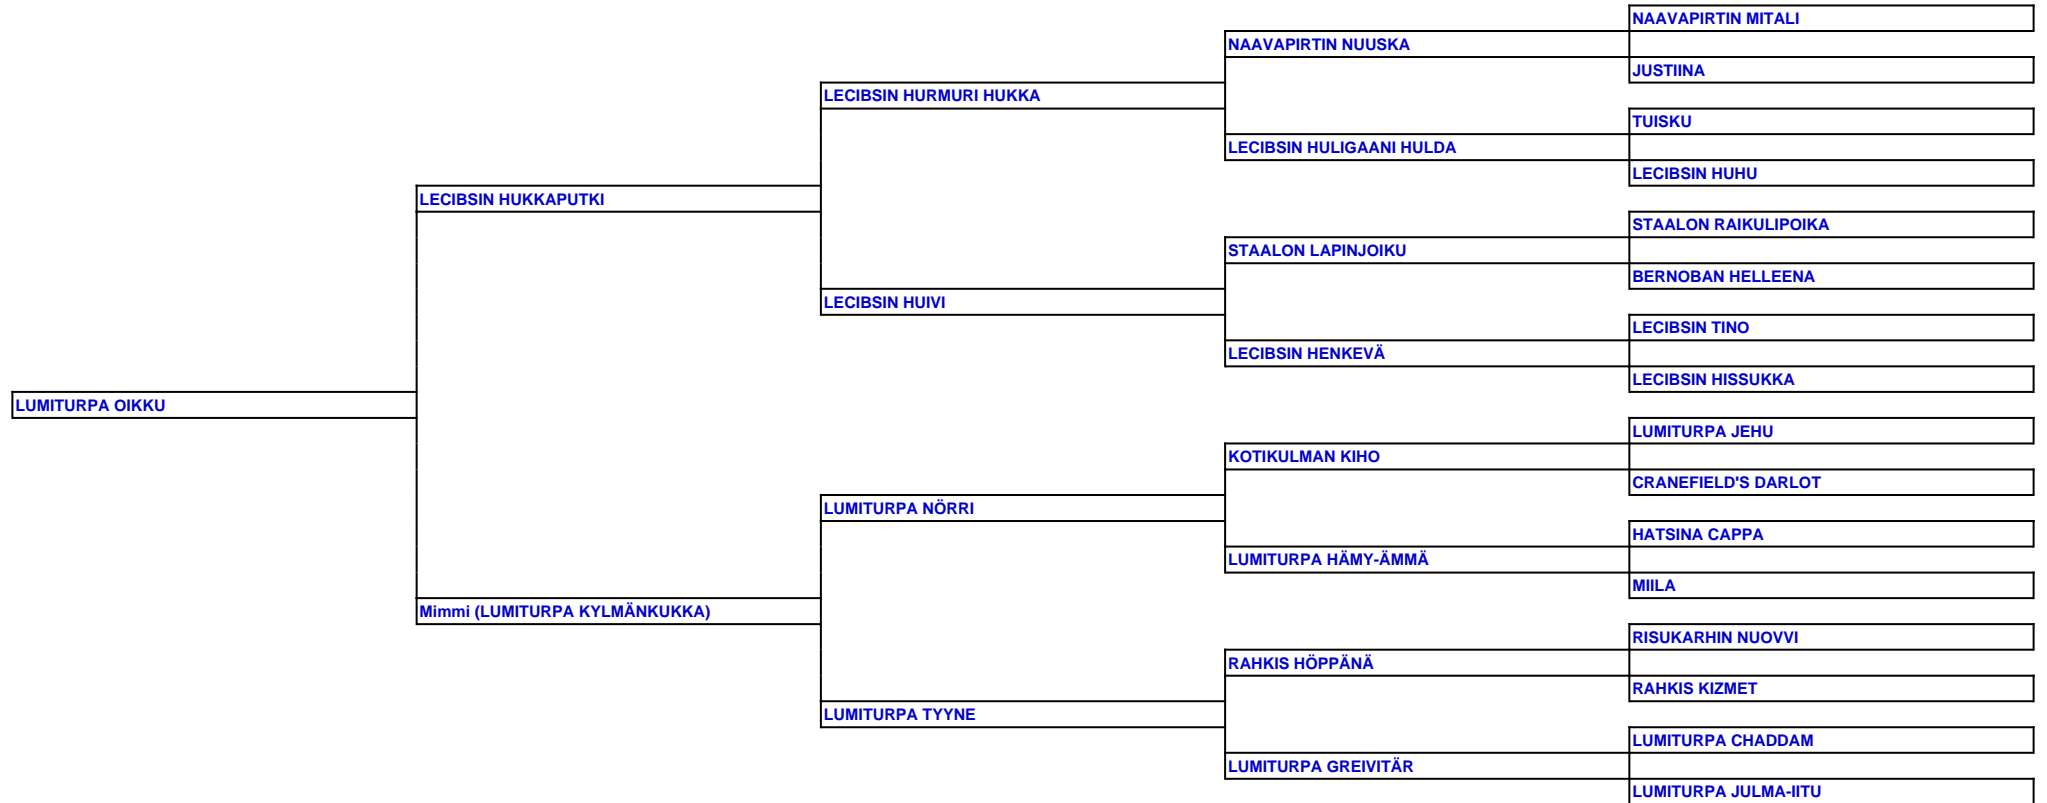 NAAVAPIRTIN MITALI
NAAVAPIRTIN NUUSKA
JUSTIINA
LECIBSIN HURMURI HUKKA
TUISKU
LECIBSIN HULIGAANI HULDA
LECIBSIN HUHU
LECIBSIN HUKKAPUTKI
STAALON RAIKULIPOIKA
STAALON LAPINJOIKU
BERNOBAN HELLEENA
LECIBSIN HUIVI
LECIBSIN TINO
LECIBSIN HENKEVÄ
LECIBSIN HISSUKKA
LUMITURPA OIKKU
LUMITURPA JEHU
KOTIKULMAN KIHO
CRANEFIELD'S DARLOT
LUMITURPA NÖRRI
HATSINA CAPPA
LUMITURPA HÄMY-ÄMMÄ
MIILA
Mimmi (LUMITURPA KYLMÄNKUKKA)
RISUKARHIN NUOVVI
RAHKIS HÖPPÄNÄ
RAHKIS KIZMET
LUMITURPA TYYNE
LUMITURPA CHADDAM
LUMITURPA GREIVITÄR
LUMITURPA JULMA-IITU